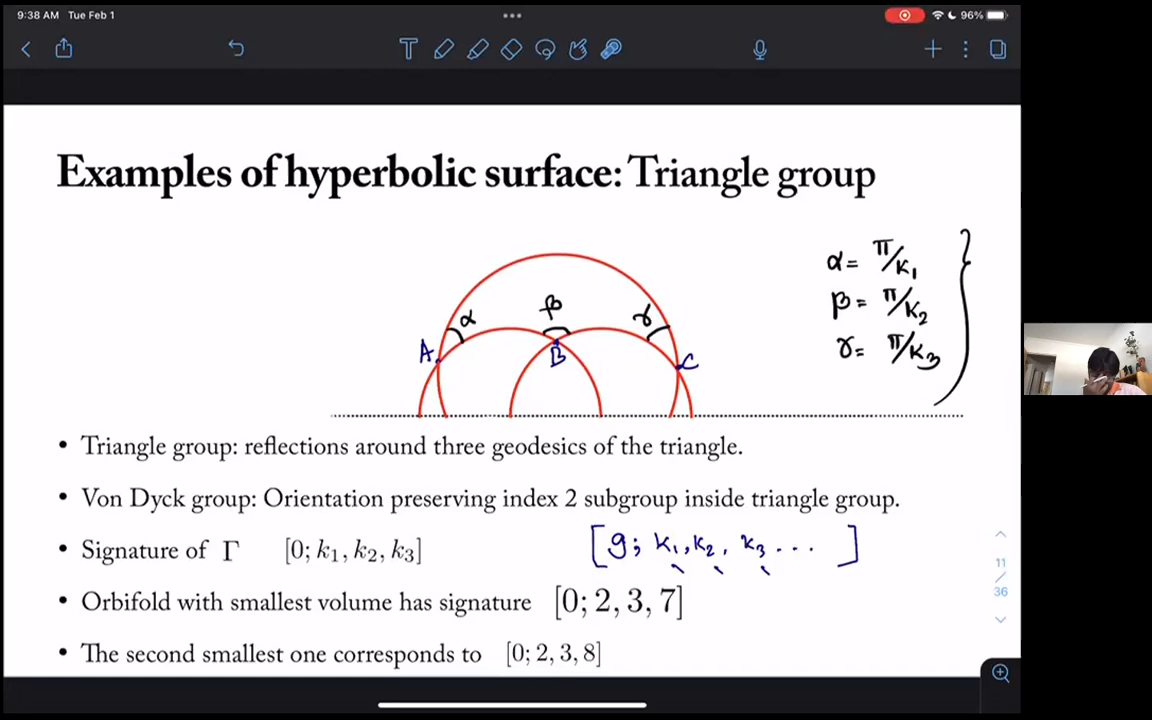 9:38 AM Tue Feb 1
96%
Examples of hyperbolic surface: Triangle group
α = π/K₁
β = π/K₂
γ = π/K₃
α
β
γ
A
B
C
• Triangle group: reflections around three geodesics of the triangle.
• Von Dyck group: Orientation preserving index 2 subgroup inside triangle group.
• Signature of Γ [0; k₁, k₂, k₃] [g; K₁, K₂, K₃ ... ]
• Orbifold with smallest volume has signature [0; 2, 3, 7]
• The second smallest one corresponds to [0; 2, 3, 8]
11
/
36